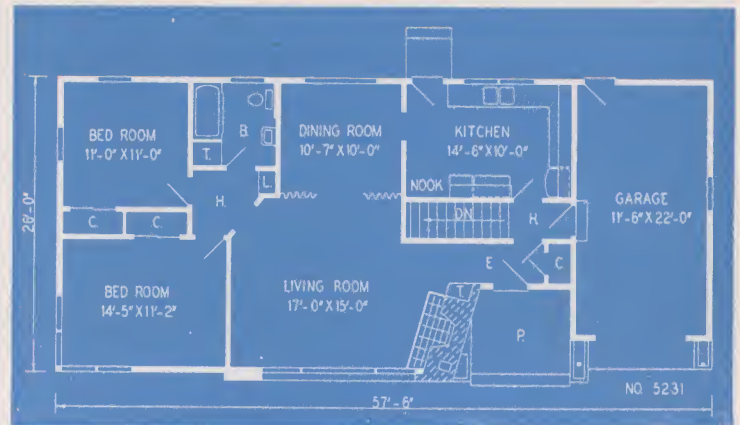 BED ROOM
11'-0" X 11'-0"
B.
T.
L.
DINING ROOM
10'-7" X 10'-0"
KITCHEN
14'-6" X 10'-0"
NOOK
GARAGE
11'-6" X 22'-0"
26'-0"
C.
C.
H.
DN.
H.
E.
C.
BED ROOM
14'-5" X 11'-2"
LIVING ROOM
17'-0" X 15'-0"
T.
P.
NO. 5231
57'-6"